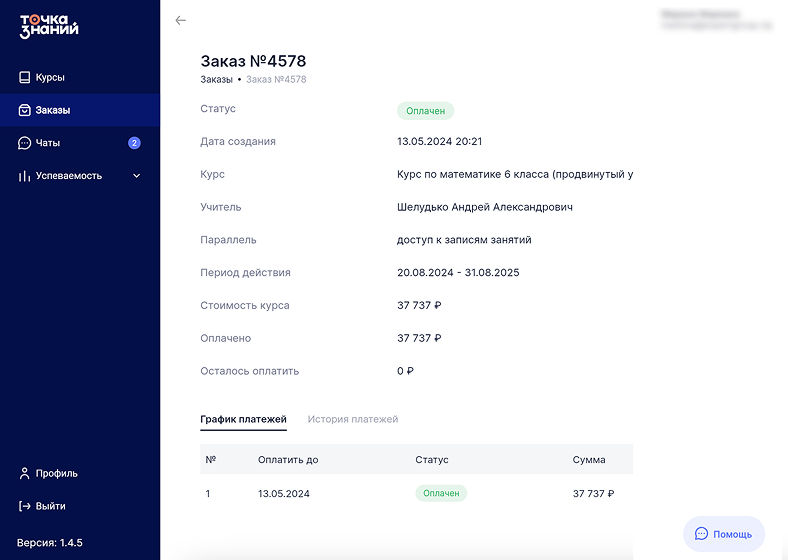 точка
знаний
Курсы
Заказы
Чаты 2
Успеваемость
Профиль
Выйти
Версия: 1.4.5
Заказ №4578
Заказы • Заказ №4578
Статус Оплачен
Дата создания 13.05.2024 20:21
Курс Курс по математике 6 класса (продвинутый у
Учитель Шелудько Андрей Александрович
Параллель доступ к записям занятий
Период действия 20.08.2024 - 31.08.2025
Стоимость курса 37 737 ₽
Оплачено 37 737 ₽
Осталось оплатить 0 ₽
График платежей История платежей
№ Оплатить до Статус Сумма
1 13.05.2024 Оплачен 37 737 ₽
Помощь